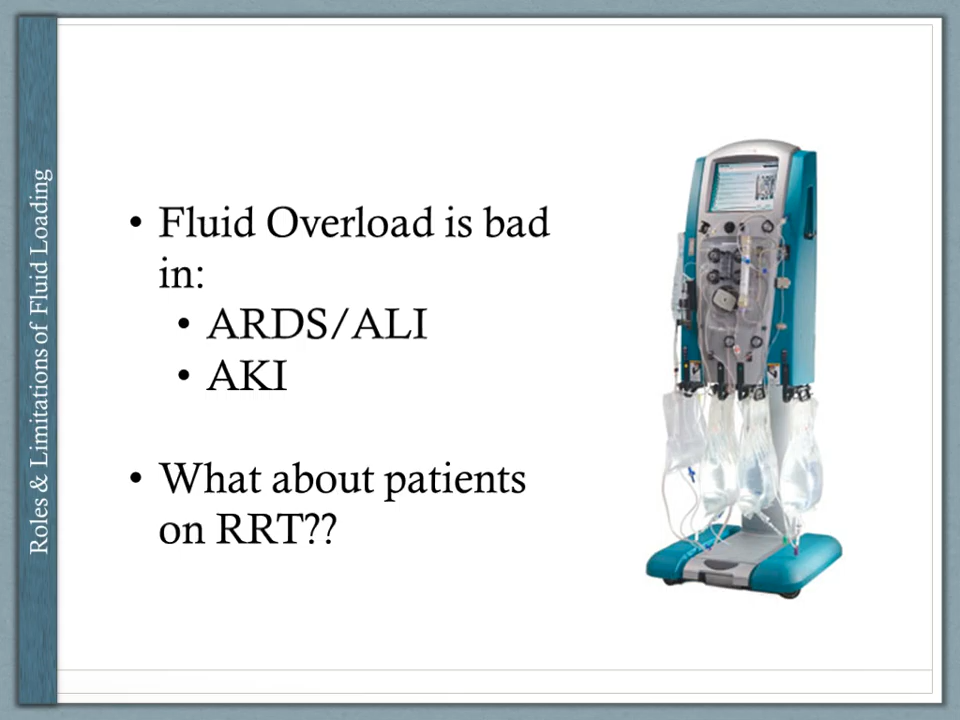 Roles & Limitations of Fluid Loading
• Fluid Overload is bad
in:
• ARDS/ALI
• AKI
• What about patients
on RRT??